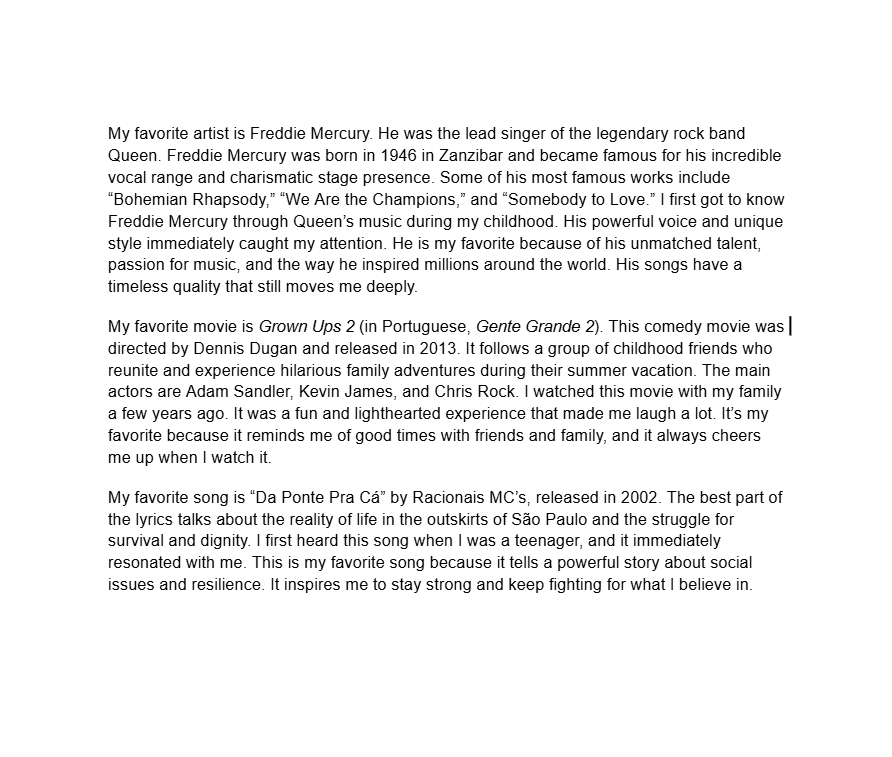 My favorite artist is Freddie Mercury. He was the lead singer of the legendary rock band
Queen. Freddie Mercury was born in 1946 in Zanzibar and became famous for his incredible
vocal range and charismatic stage presence. Some of his most famous works include
“Bohemian Rhapsody,” “We Are the Champions,” and “Somebody to Love.” I first got to know
Freddie Mercury through Queen’s music during my childhood. His powerful voice and unique
style immediately caught my attention. He is my favorite because of his unmatched talent,
passion for music, and the way he inspired millions around the world. His songs have a
timeless quality that still moves me deeply.
My favorite movie is Grown Ups 2 (in Portuguese, Gente Grande 2). This comedy movie was
directed by Dennis Dugan and released in 2013. It follows a group of childhood friends who
reunite and experience hilarious family adventures during their summer vacation. The main
actors are Adam Sandler, Kevin James, and Chris Rock. I watched this movie with my family
a few years ago. It was a fun and lighthearted experience that made me laugh a lot. It’s my
favorite because it reminds me of good times with friends and family, and it always cheers
me up when I watch it.
My favorite song is “Da Ponte Pra Cá” by Racionais MC’s, released in 2002. The best part of
the lyrics talks about the reality of life in the outskirts of São Paulo and the struggle for
survival and dignity. I first heard this song when I was a teenager, and it immediately
resonated with me. This is my favorite song because it tells a powerful story about social
issues and resilience. It inspires me to stay strong and keep fighting for what I believe in.